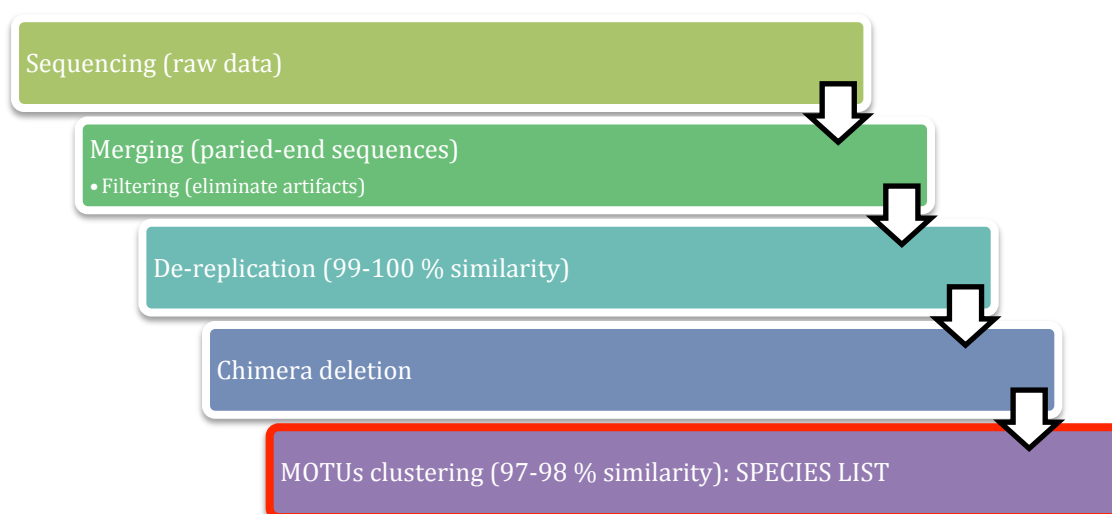 Sequencing (raw data)
Merging (paried-end sequences)
• Filtering (eliminate artifacts)
De-replication (99-100 % similarity)
Chimera deletion
MOTUs clustering (97-98 % similarity): SPECIES LIST